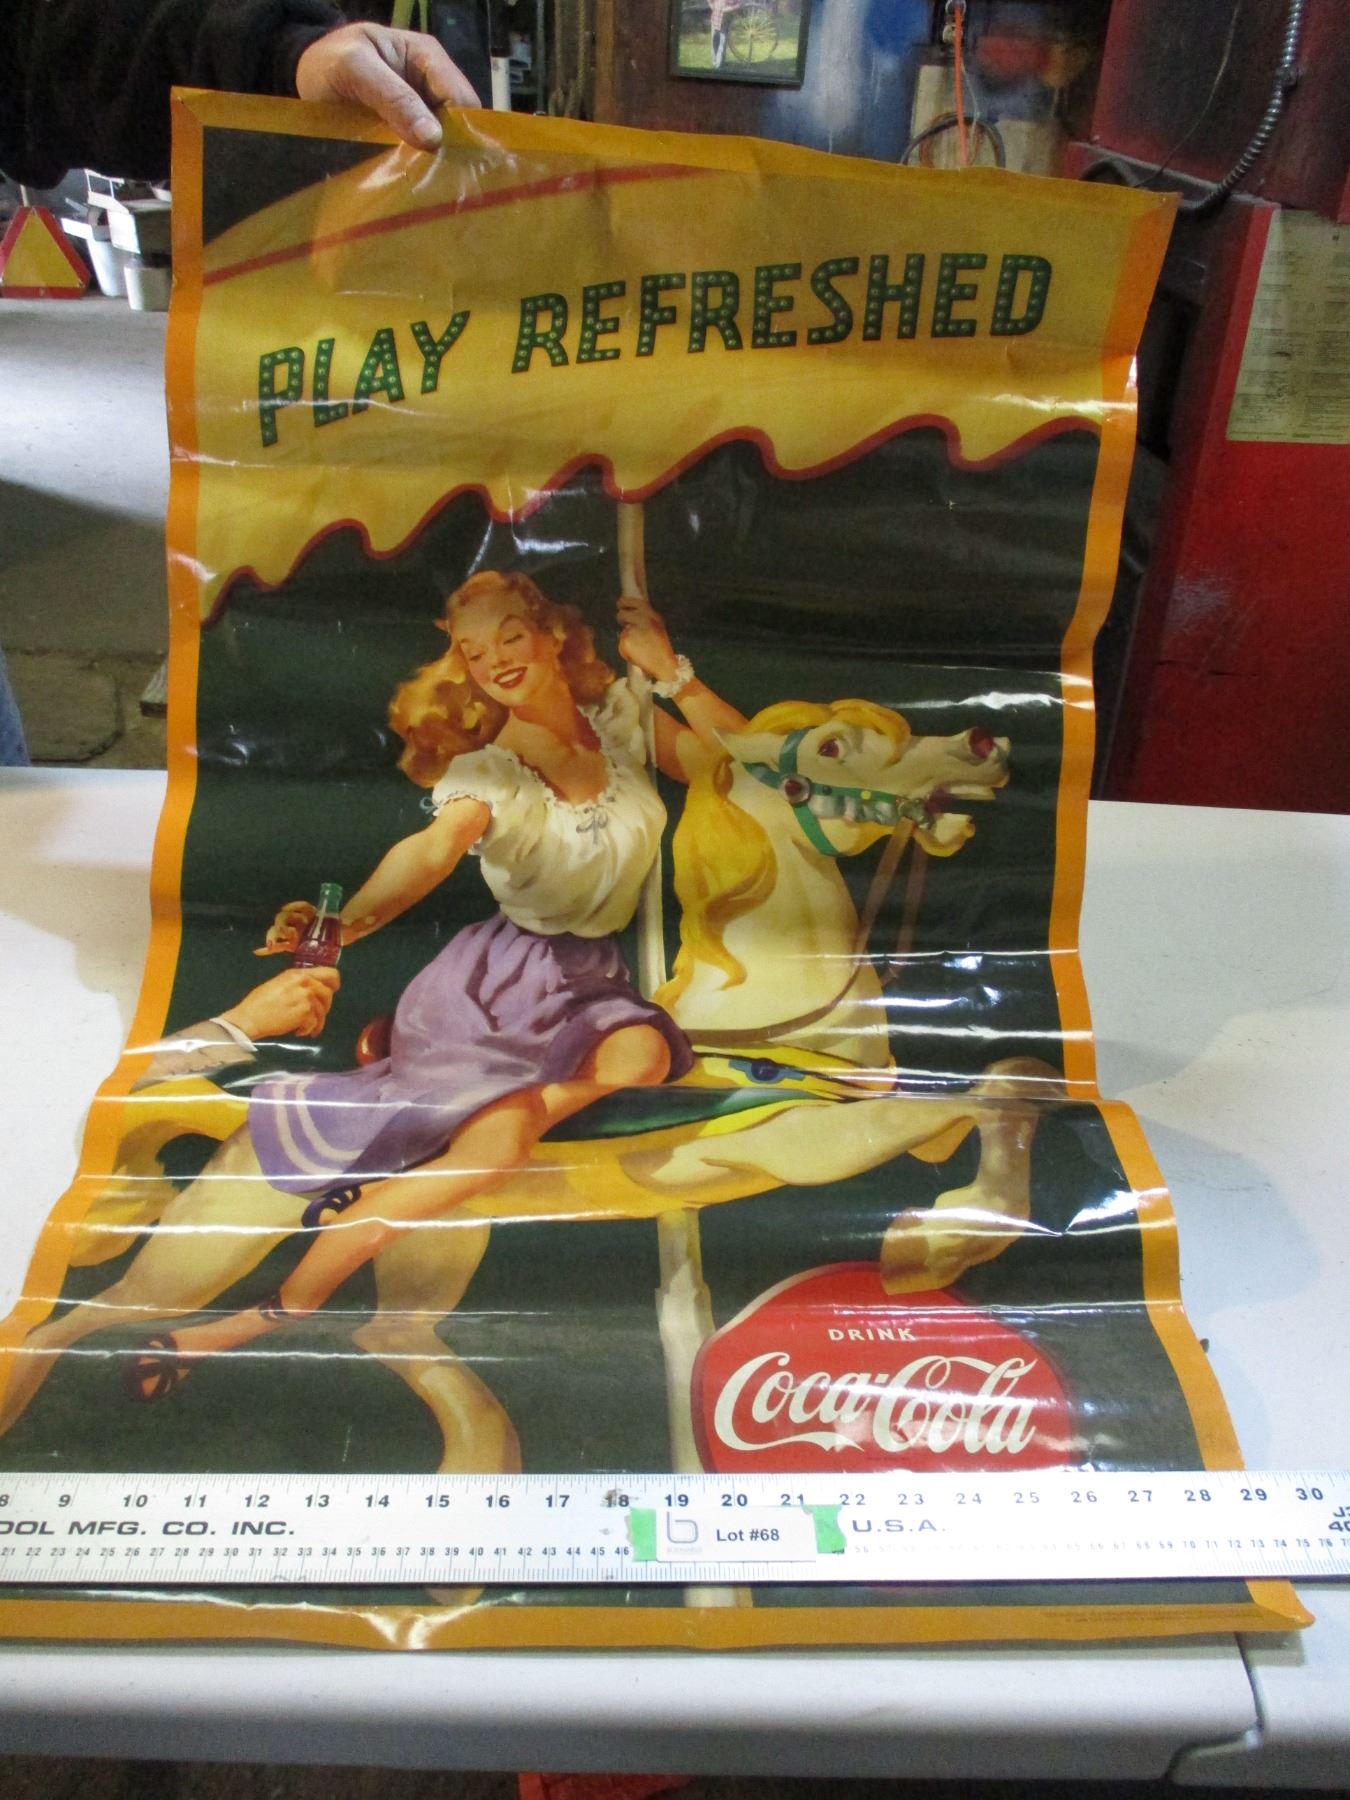 PLAY REFRESHED
DRINK
Coca-Cola
8 9 10 11 12 13 14 15 16 17 18 19 20 21 22 23 24 25 26 27 28 29 30
OOL MFG. CO. INC.
Lot #68
U.S.A.